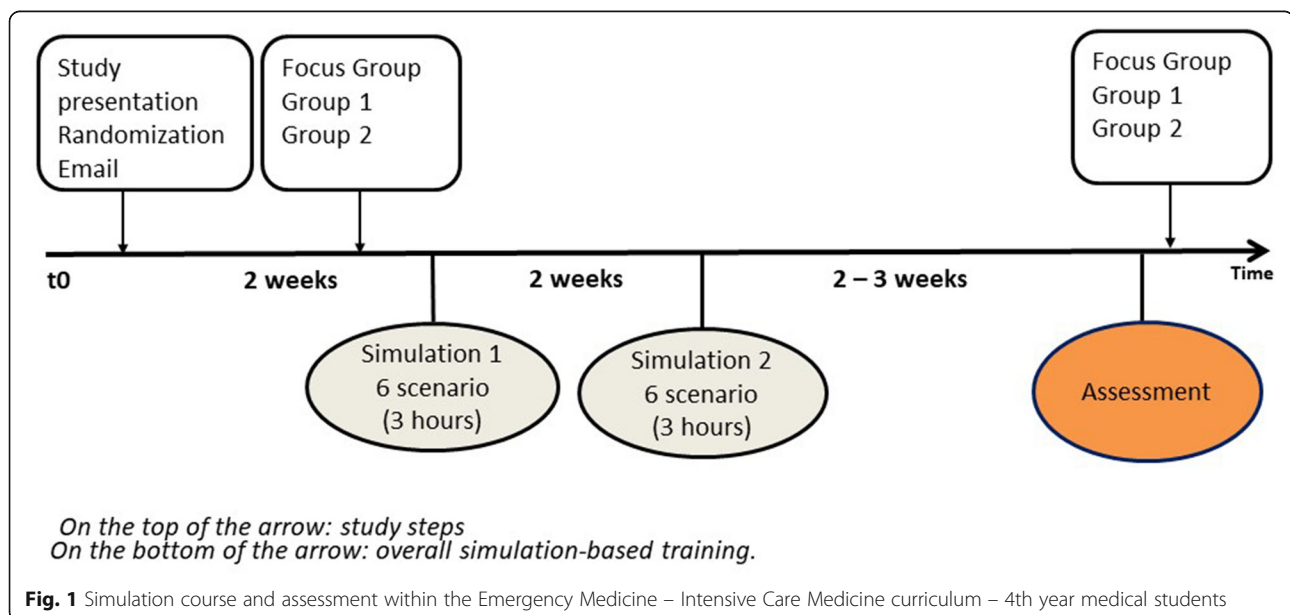 Study
presentation
Randomization
Email
Focus Group
Group 1
Group 2
Focus Group
Group 1
Group 2
t0
2 weeks
2 weeks
2 – 3 weeks
Time
Simulation 1
6 scenario
(3 hours)
Simulation 2
6 scenario
(3 hours)
Assessment
On the top of the arrow: study steps
On the bottom of the arrow: overall simulation-based training.
Fig. 1 Simulation course and assessment within the Emergency Medicine – Intensive Care Medicine curriculum – 4th year medical students